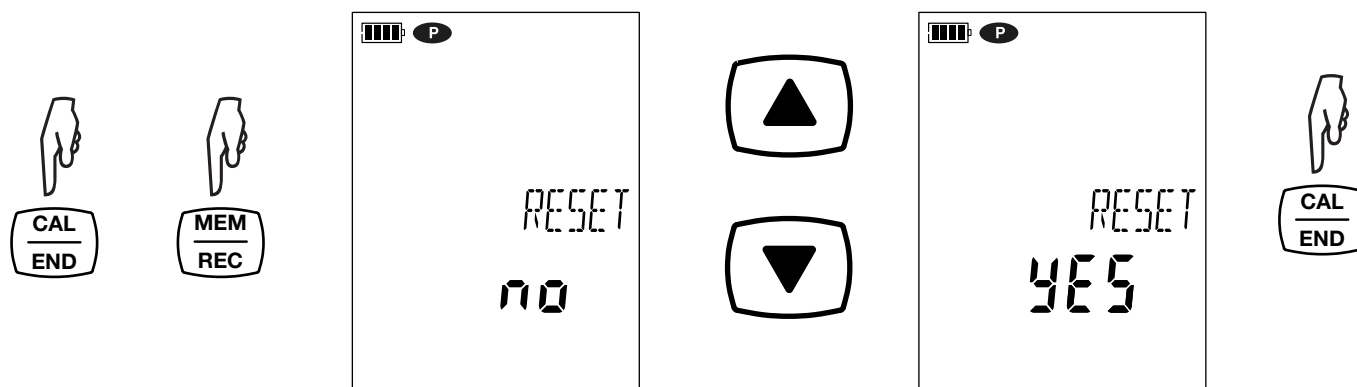 CAL
END
MEM
REC
P
RESET
no
P
RESET
YES
CAL
END